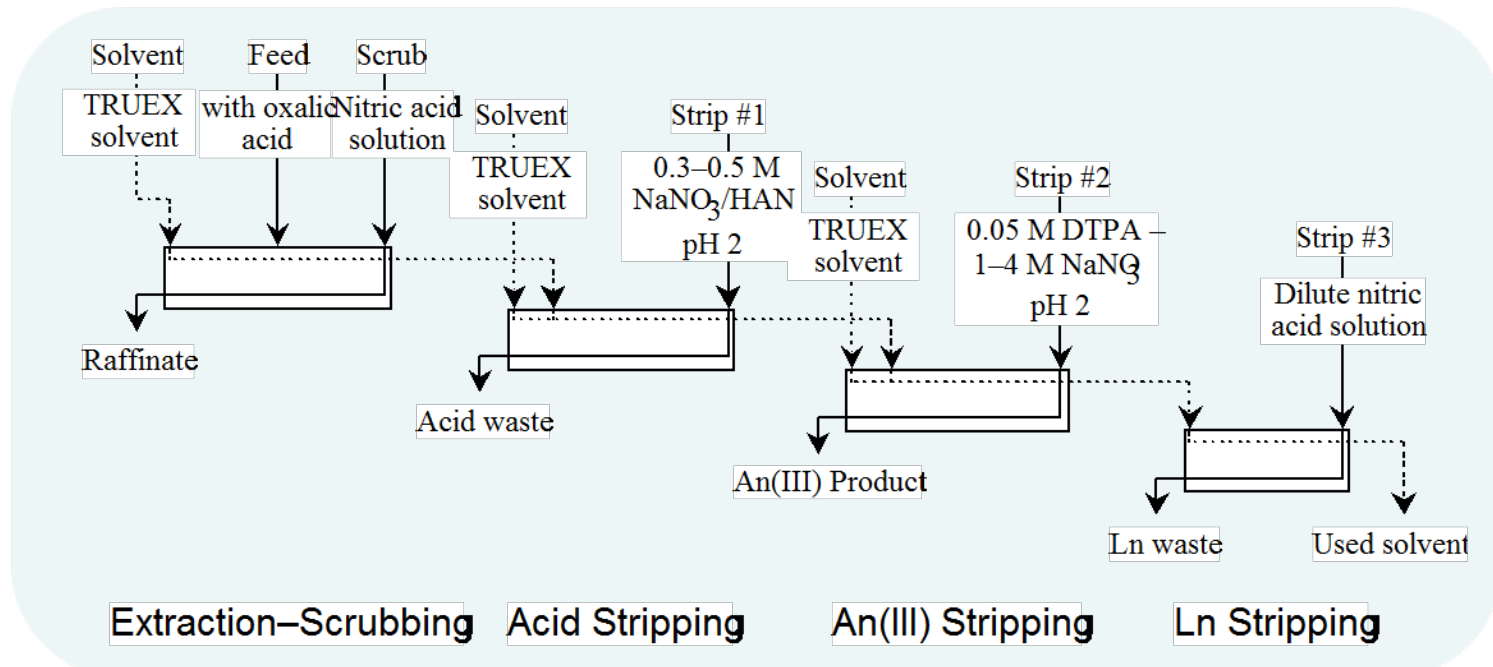 Solvent
TRUEX
solvent
Feed
with oxalic
acid
Scrub
Nitric acid
solution
Raffinate
Solvent
TRUEX
solvent
Strip #1
0.3–0.5 M
NaNO3/HAN
pH 2
Acid waste
Solvent
TRUEX
solvent
Strip #2
0.05 M DTPA –
1–4 M NaNO3
pH 2
An(III) Product
Strip #3
Dilute nitric
acid solution
Ln waste
Used solvent
Extraction–Scrubbing
Acid Stripping
An(III) Stripping
Ln Stripping